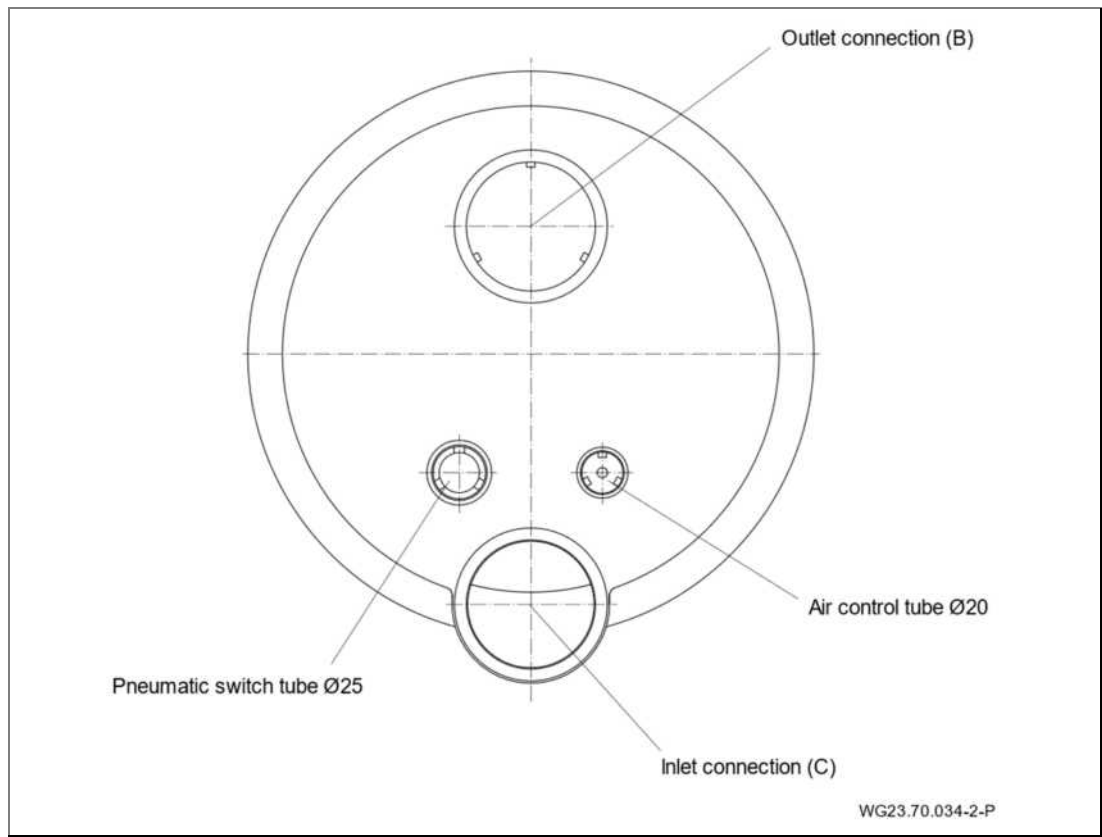 Outlet connection (B)
Air control tube Ø20
Pneumatic switch tube Ø25
Inlet connection (C)
WG23.70.034-2-P